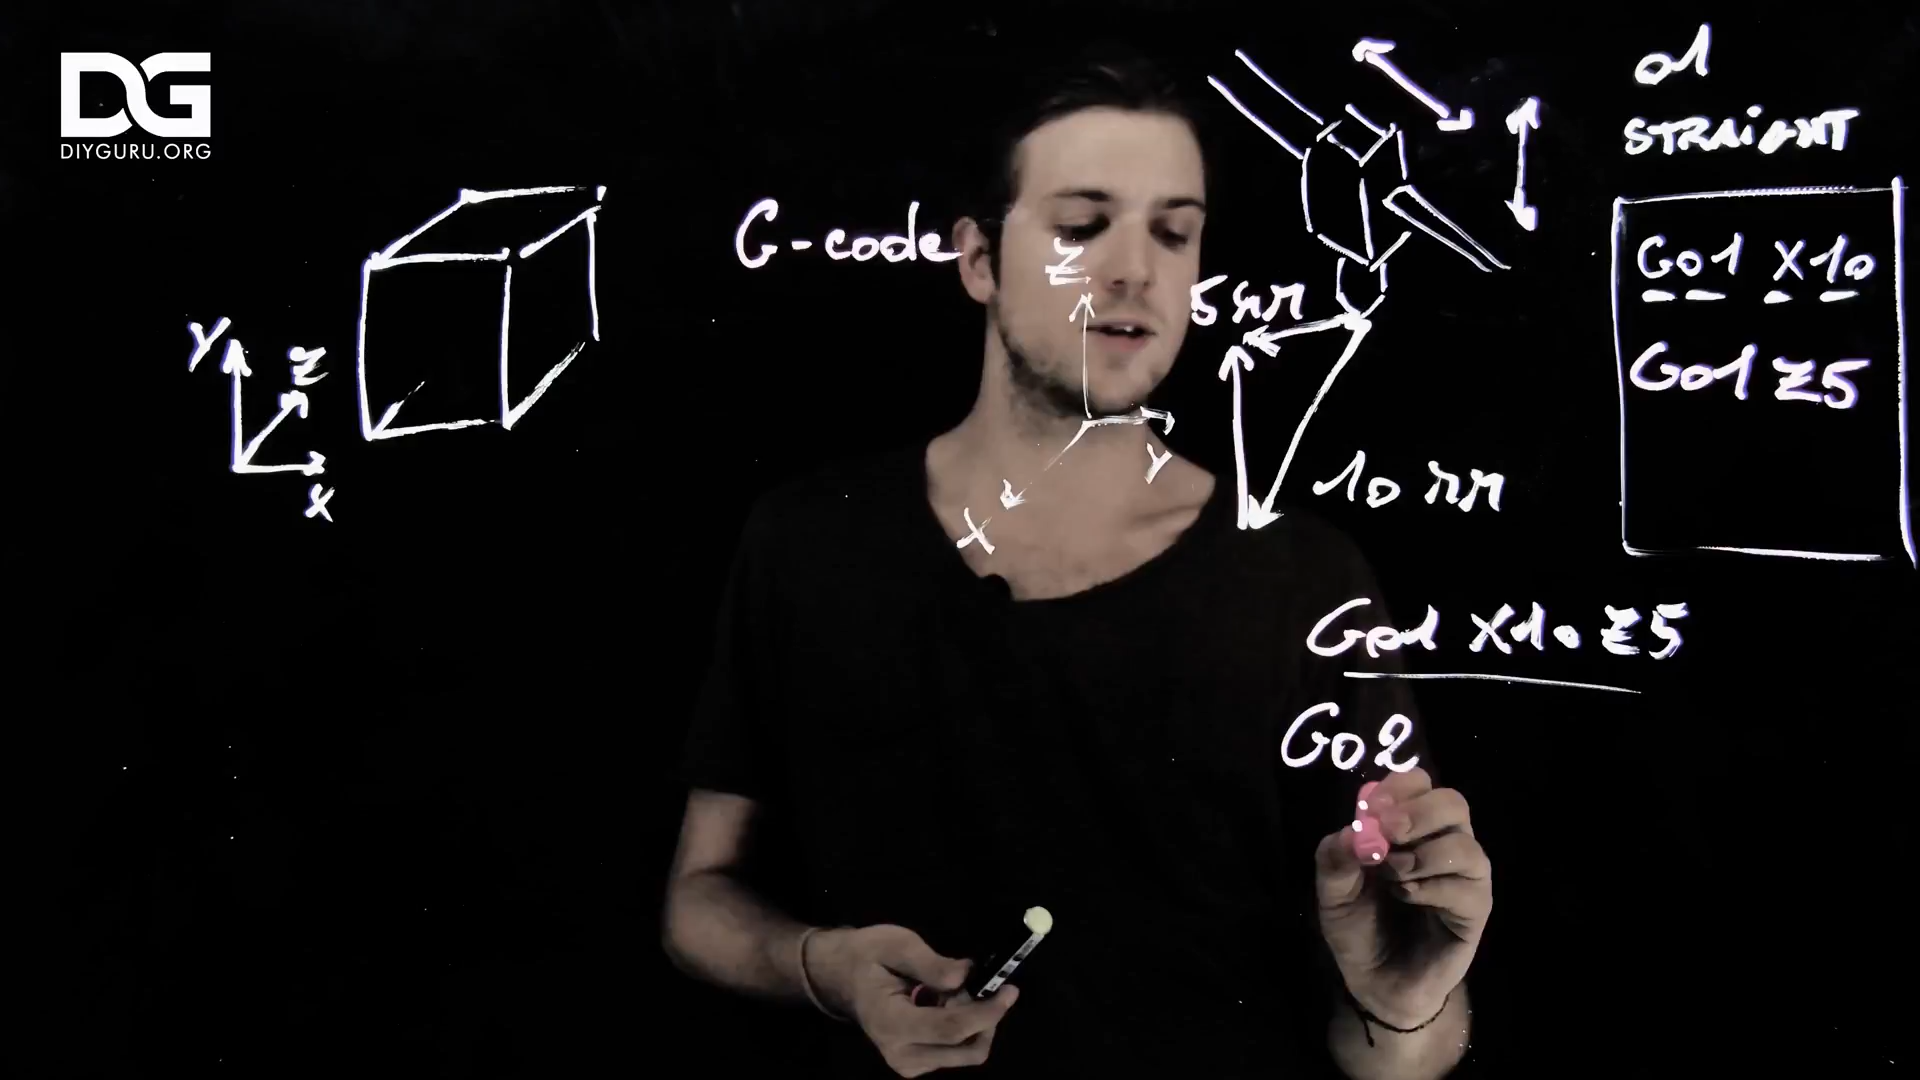 DG
DIYGURU.ORG
Y
Z
X
G-code
Z
Y
X
5 mm
10 mm
01
STRAIGHT
G01 X10
G01 Z5
G01 X10 Z5
G02